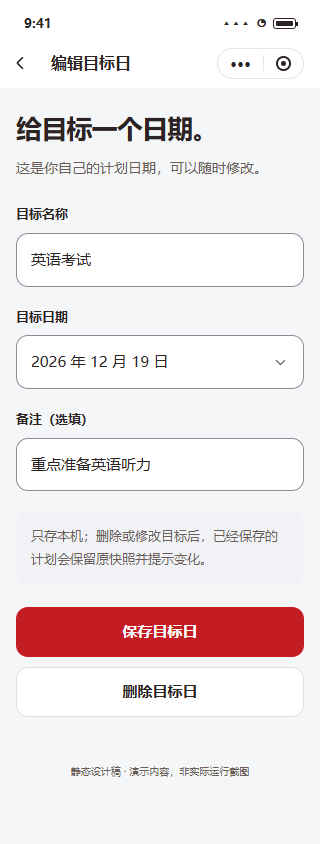 9:41
编辑目标日
给目标一个日期。
这是你自己的计划日期，可以随时修改。
目标名称
英语考试
目标日期
2026 年 12 月 19 日
备注（选填）
重点准备英语听力
只存本机；删除或修改目标后，已经保存的
计划会保留原快照并提示变化。
保存目标日
删除目标日
静态设计稿 · 演示内容，非实际运行截图